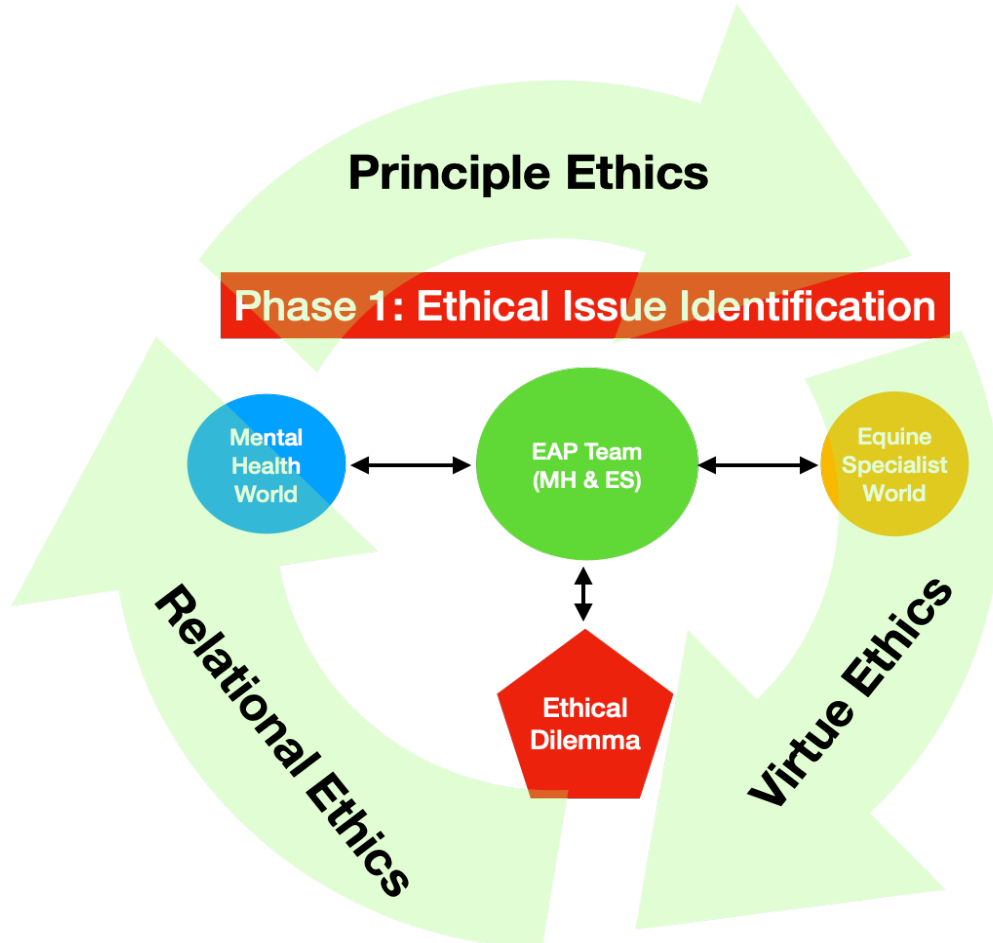 Principle Ethics
Phase 1: Ethical Issue Identification
Mental
Health
World
EAP Team
(MH & ES)
Equine
Specialist
World
Ethical
Dilemma
Relational Ethics
Virtue Ethics